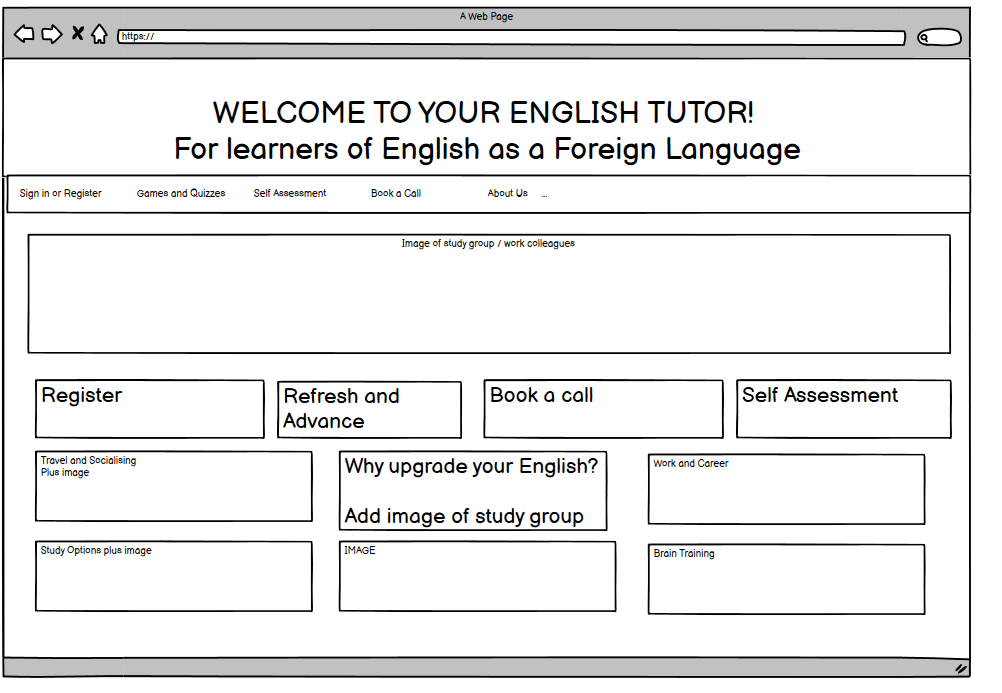 A Web Page
https://
WELCOME TO YOUR ENGLISH TUTOR!
For learners of English as a Foreign Language
Sign in or Register Games and Quizzes Self Assessment Book a Call About Us ...
Image of study group / work colleagues
Register
Refresh and
Advance
Book a call
Self Assessment
Travel and Socialising
Plus image
Why upgrade your English?
Add image of study group
Work and Career
Study Options plus image
IMAGE
Brain Training